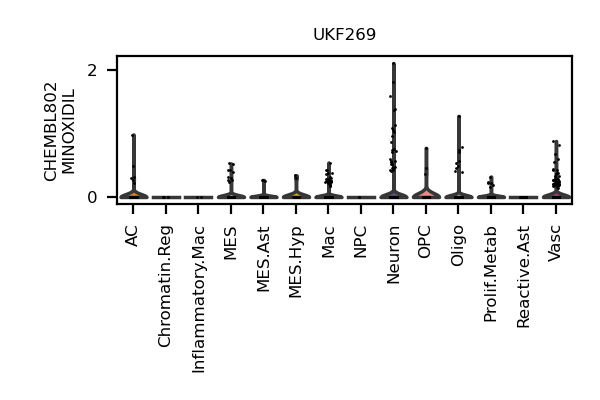 UKF269
CHEMBL802
MINOXIDIL
2
0
AC
Chromatin.Reg
Inflammatory.Mac
MES
MES.Ast
MES.Hyp
Mac
NPC
Neuron
OPC
Oligo
Prolif.Metab
Reactive.Ast
Vasc